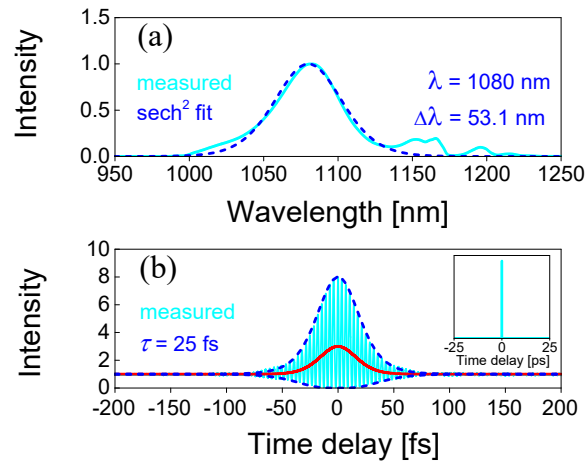 (a)
measured
sech² fit
λ = 1080 nm
Δλ = 53.1 nm
Intensity
1.5
1.0
0.5
0.0
950 1000 1050 1100 1150 1200 1250
Wavelength [nm]
(b)
measured
τ = 25 fs
Intensity
10
8
6
4
2
0
-25 0 25
Time delay [ps]
-200 -150 -100 -50 0 50 100 150 200
Time delay [fs]